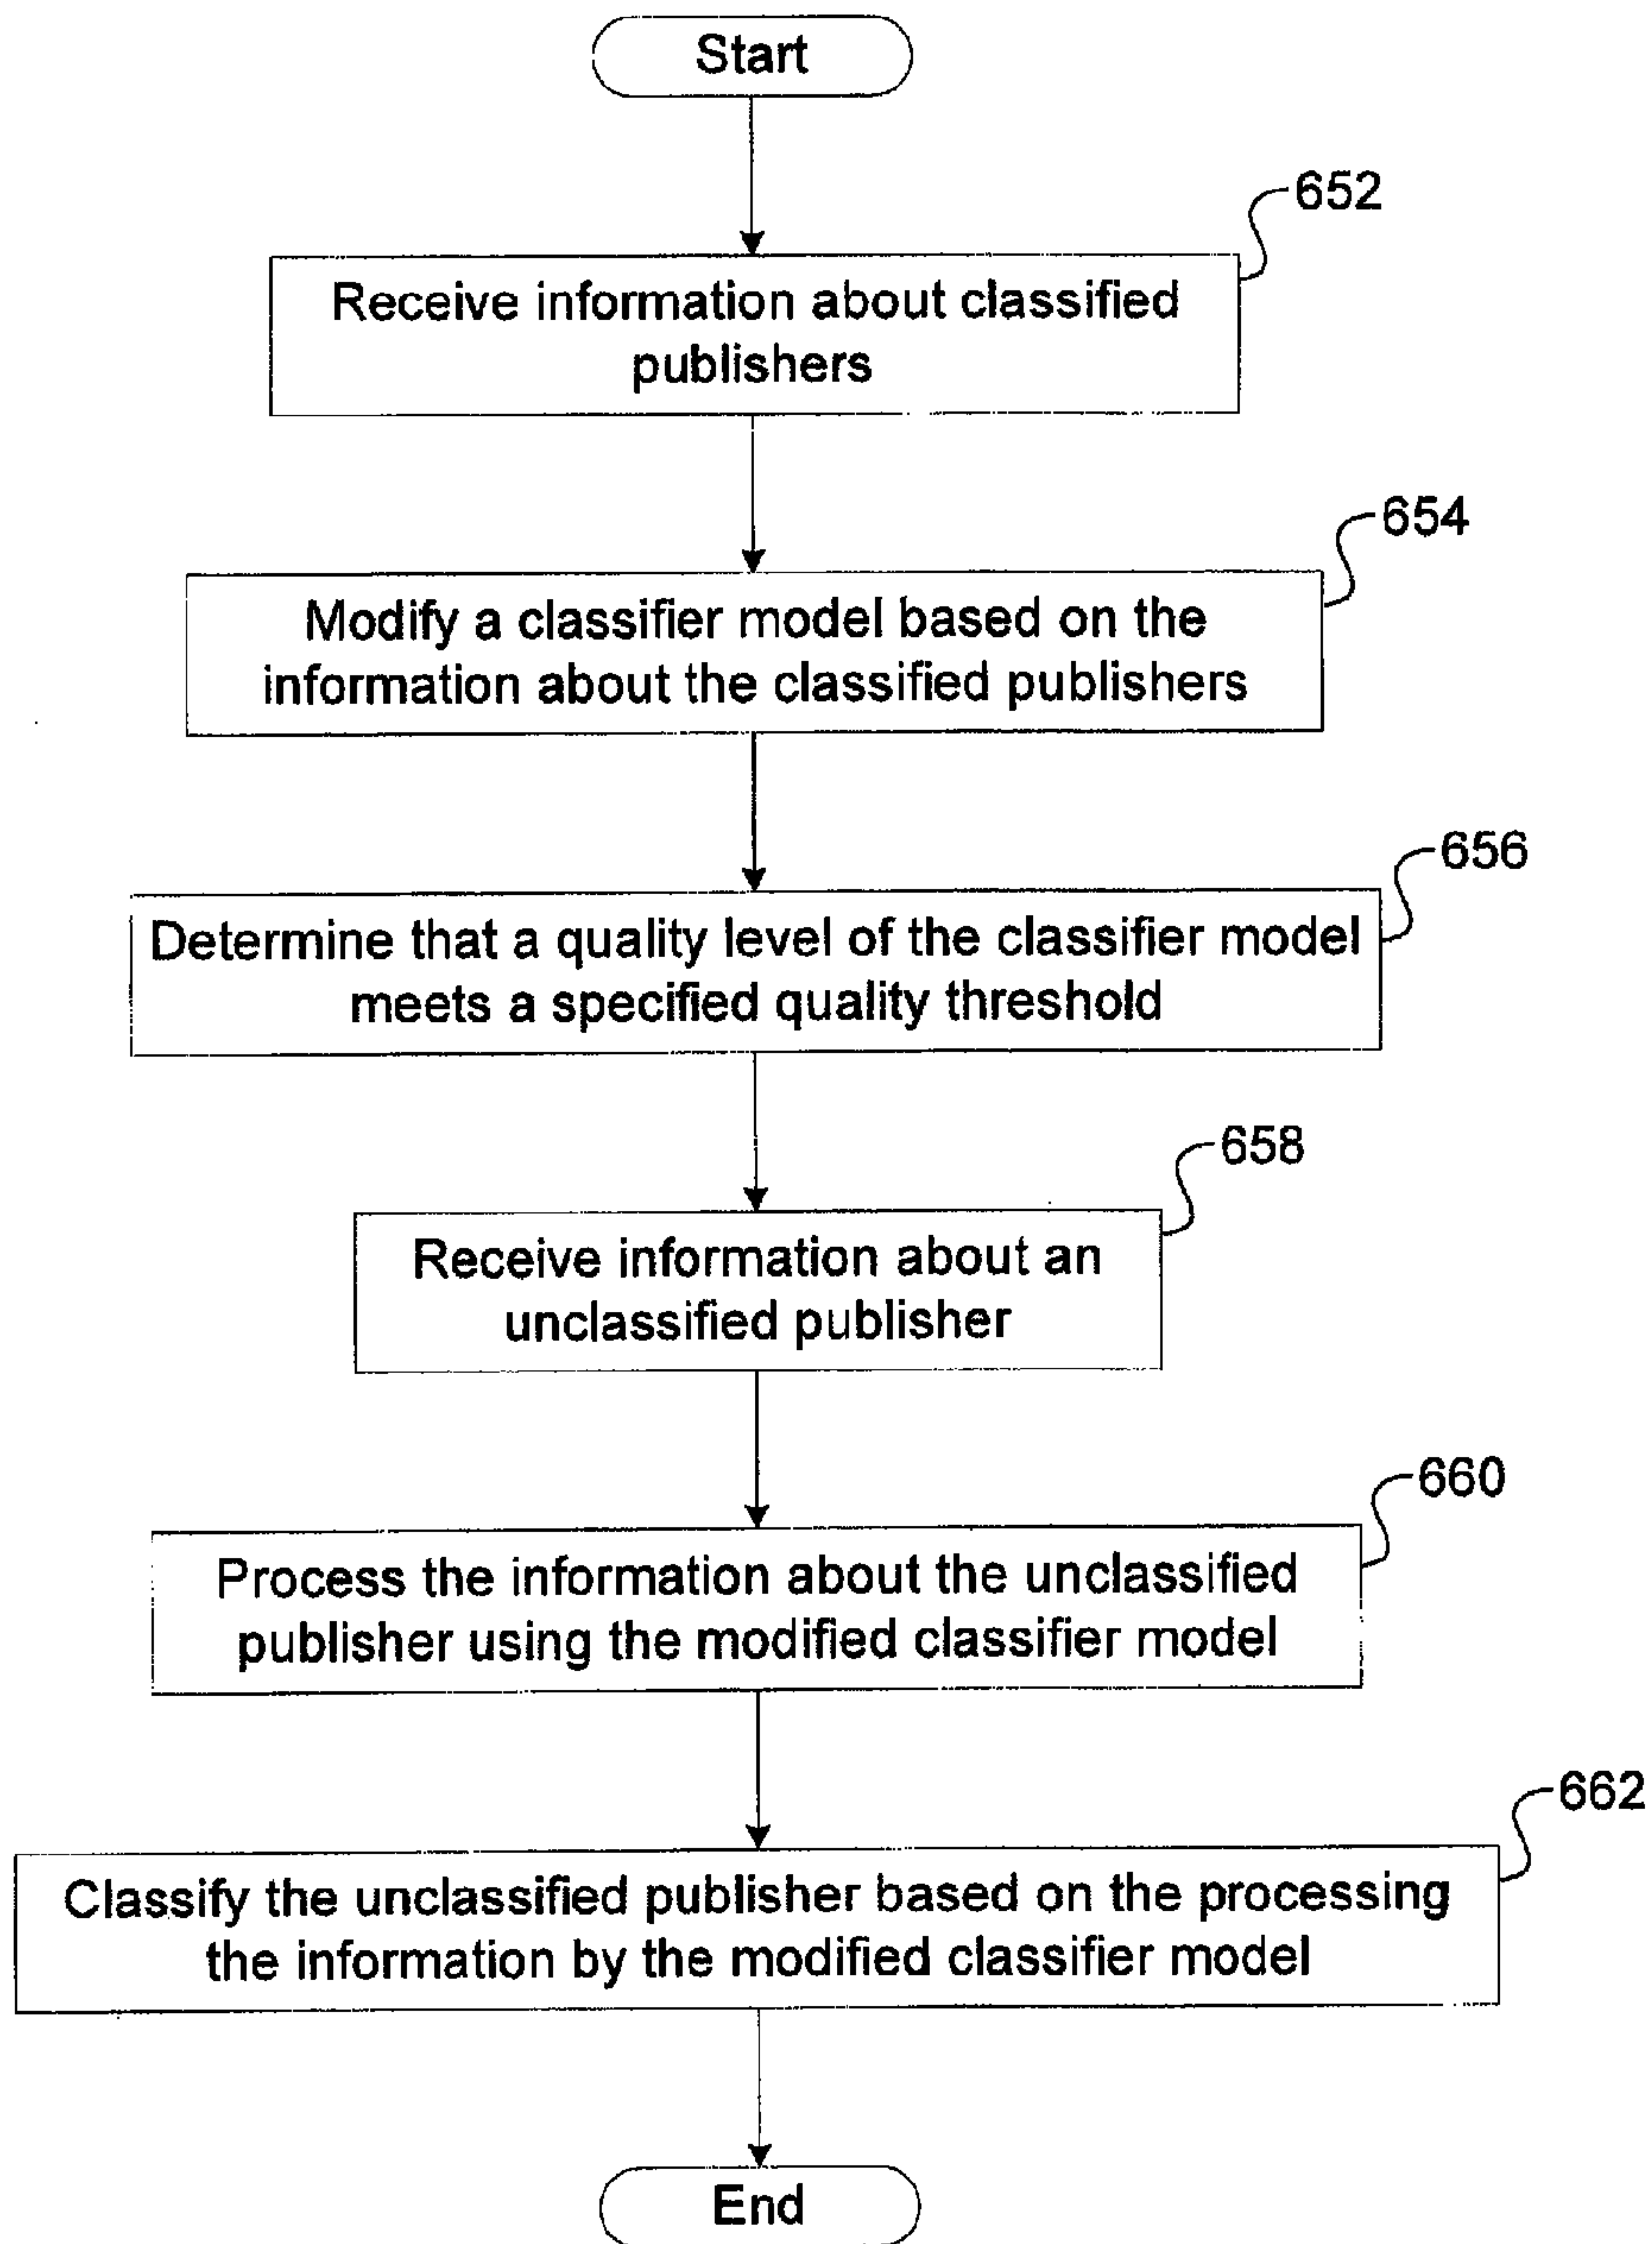 Start
652
Receive information about classified
publishers
654
Modify a classifier model based on the
information about the classified publishers
656
Determine that a quality level of the classifier model
meets a specified quality threshold
658
Receive information about an
unclassified publisher
660
Process the information about the unclassified
publisher using the modified classifier model
662
Classify the unclassified publisher based on the processing
the information by the modified classifier model
End